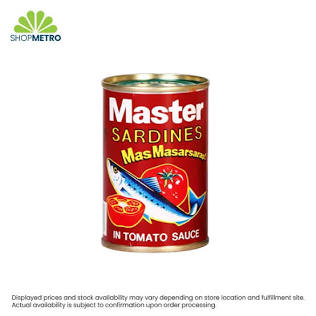 SHOPMETRO
Master
SARDINES
Mas Masarsarap!
IN TOMATO SAUCE
Displayed prices and stock availability may vary depending on store location and fulfillment site.
Actual availability is subject to confirmation upon order processing.